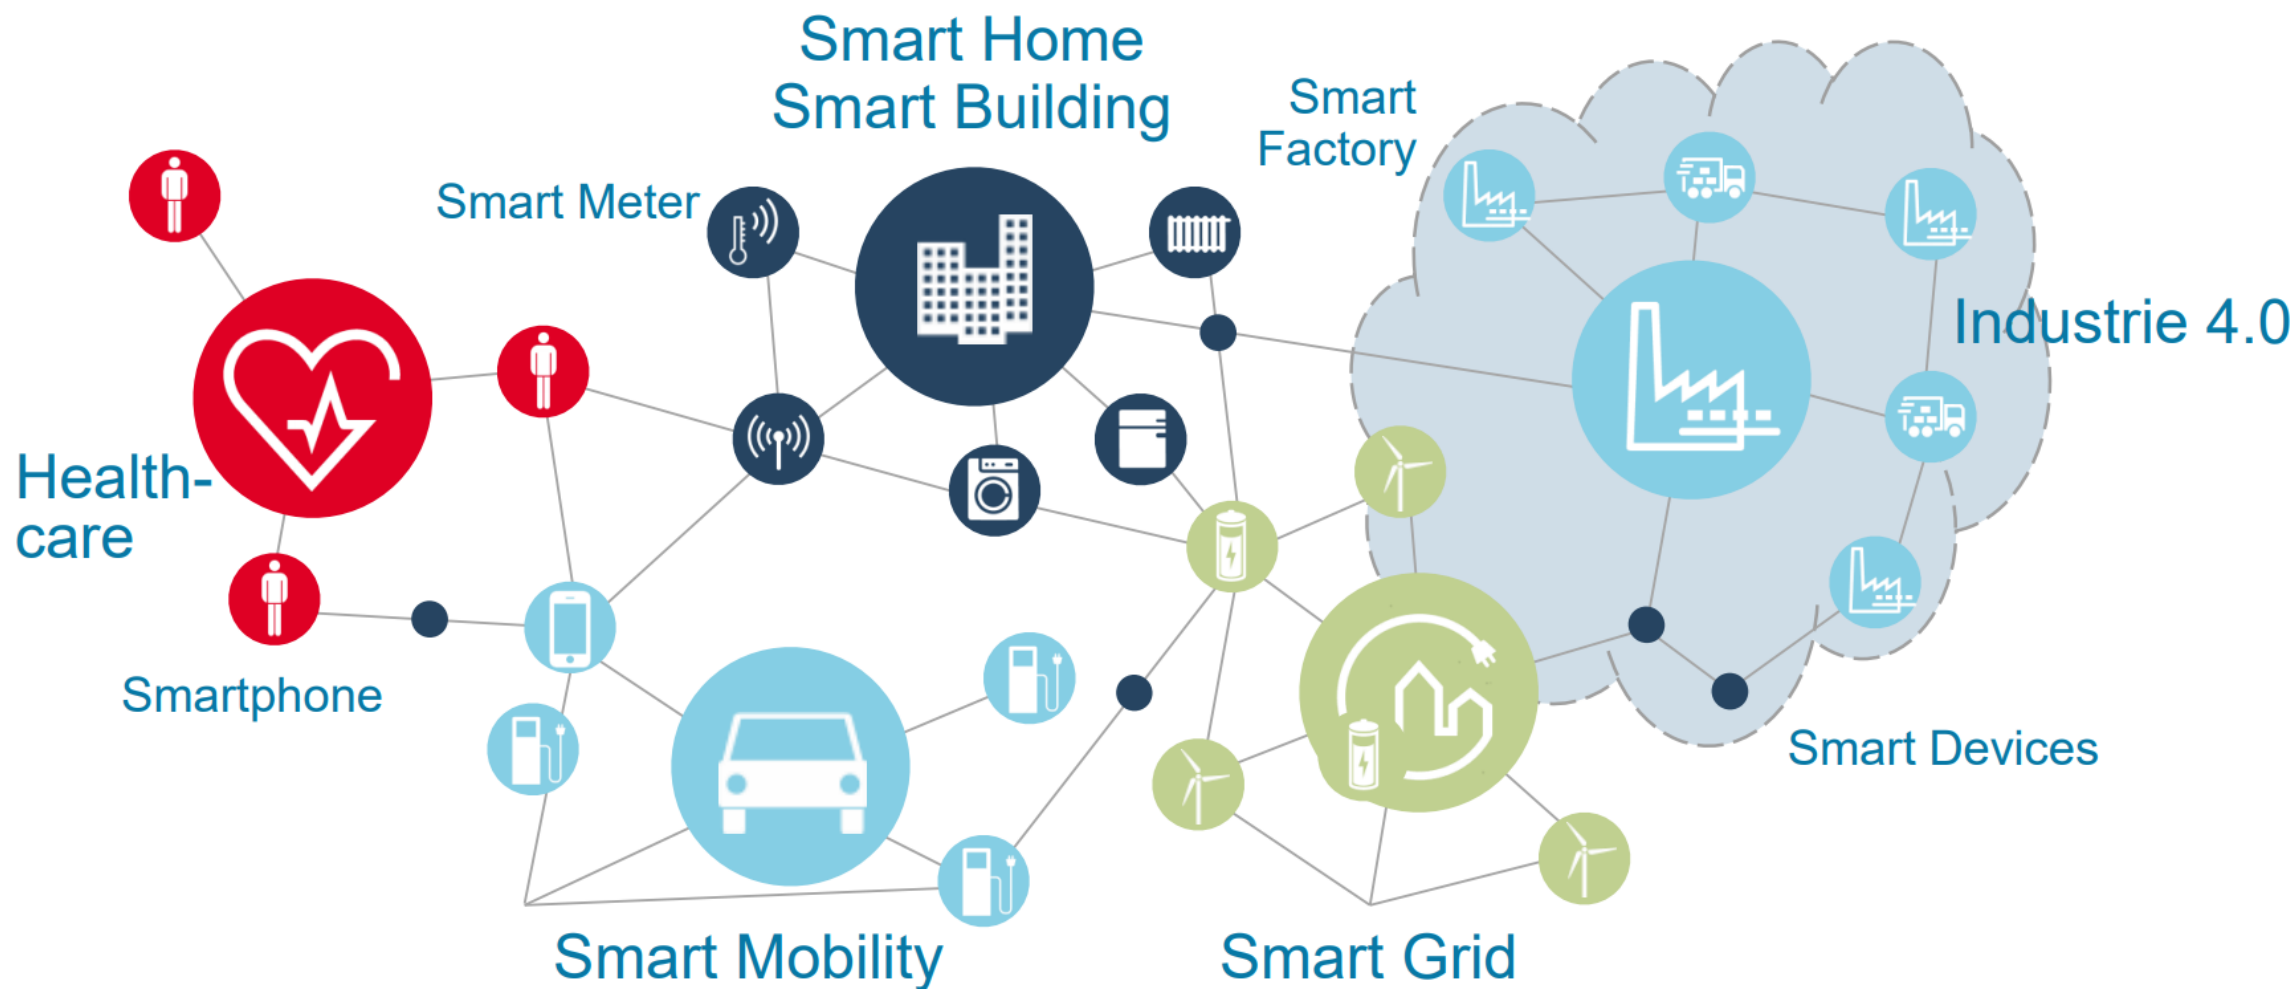 Smart Home
Smart Building
Smart
Factory
Smart Meter
Industrie 4.0
Health-
care
Smartphone
Smart Devices
Smart Mobility
Smart Grid